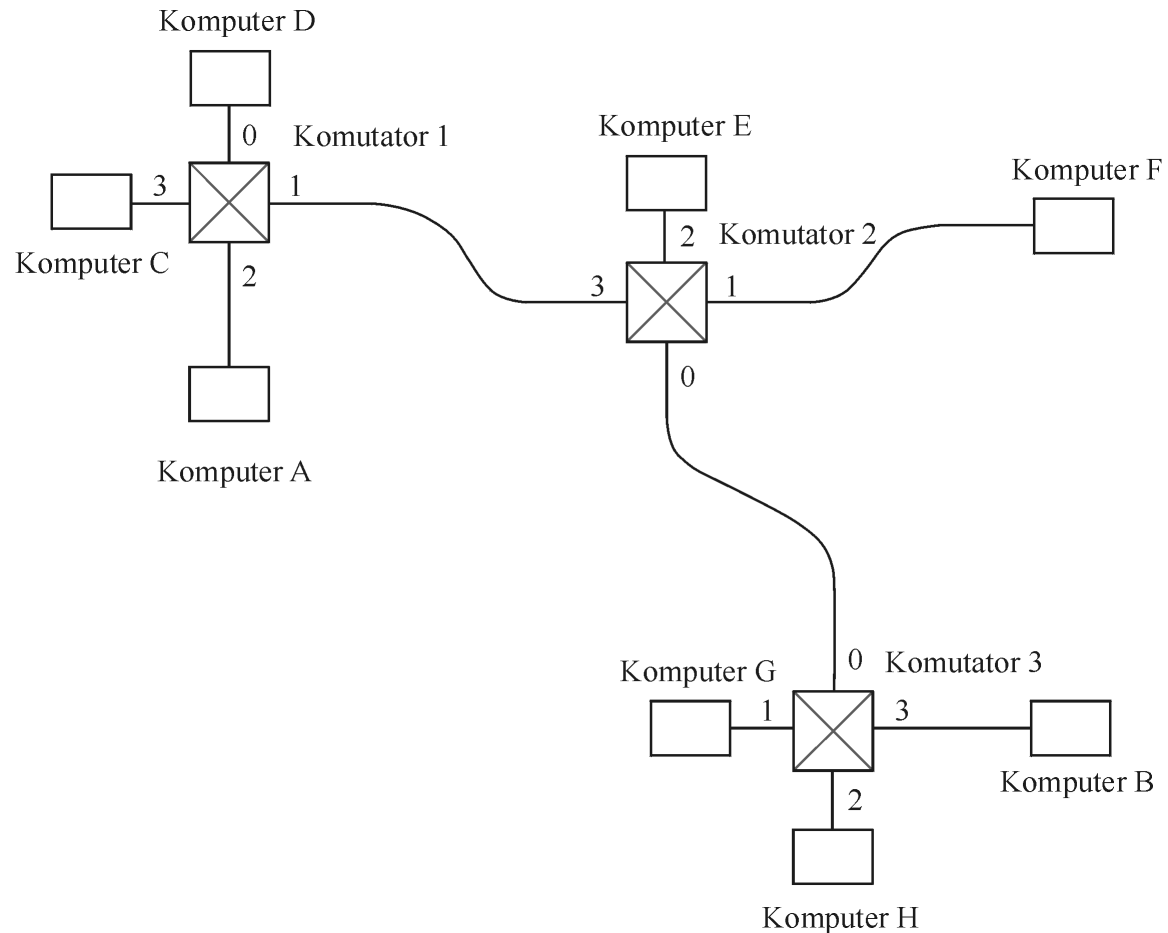 Komputer D
0
Komutator 1
Komputer E
3
1
Komputer F
2
Komutator 2
Komputer C
2
3
1
0
Komputer A
0
Komutator 3
Komputer G
1
3
Komputer B
2
Komputer H